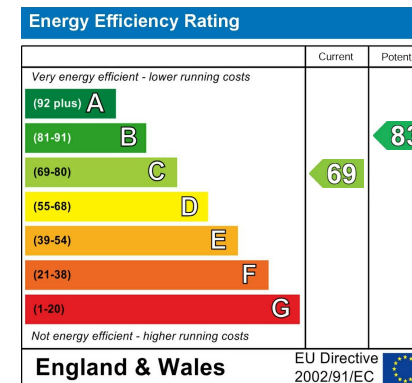 Energy Efficiency Rating
Current Potent
Very energy efficient - lower running costs
(92 plus) A
(81-91) B
83
(69-80) C
69
(55-68) D
(39-54) E
(21-38) F
(1-20) G
Not energy efficient - higher running costs
England & Wales
EU Directive
2002/91/EC